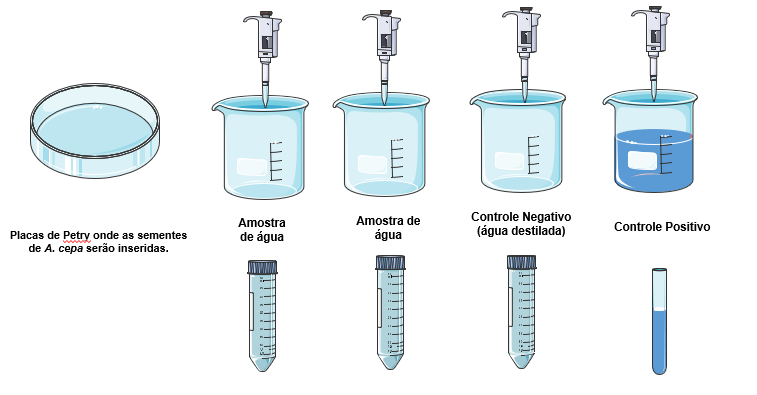 Placas de Petry onde as sementes
de A. cepa serão inseridas.
Amostra
de água
Amostra de
água
Controle Negativo
(água destilada)
Controle Positivo